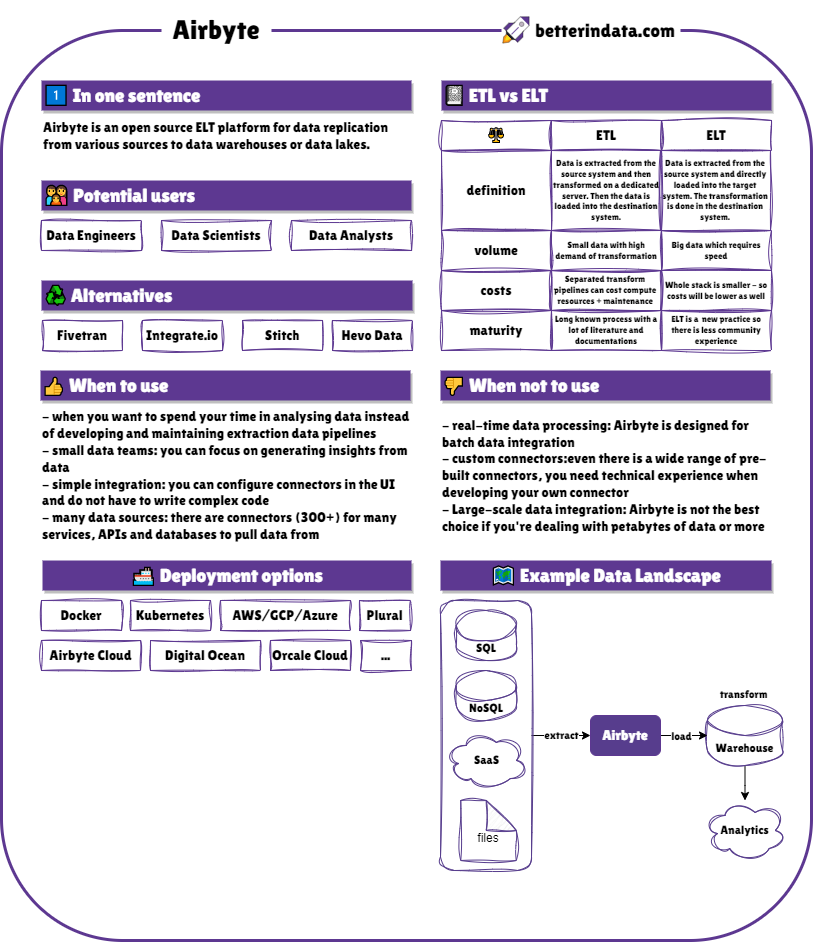 Airbyte
betterindata.com
1 In one sentence
Airbyte is an open source ELT platform for data replication
from various sources to data warehouses or data lakes.
Potential users
Data Engineers
Data Scientists
Data Analysts
Alternatives
Fivetran
Integrate.io
Stitch
Hevo Data
ETL vs ELT
ETL
ELT
definition
Data is extracted from the
source system and then
transformed on a dedicated
server. Then the data is
loaded into the destination
system.
Data is extracted from the
source system and directly
loaded into the target
system. The transformation
is done in the destination
system.
volume
Small data with high
demand of transformation
Big data which requires
speed
costs
Separated transform
pipelines can cost compute
resources + maintenance
Whole stack is smaller - so
costs will be lower as well
maturity
Long known process with a
lot of literature and
documentations
ELT is a new practice so
there is less community
experience
When to use
- when you want to spend your time in analysing data instead
of developing and maintaining extraction data pipelines
- small data teams: you can focus on generating insights from
data
- simple integration: you can configure connectors in the UI
and do not have to write complex code
- many data sources: there are connectors (300+) for many
services, APIs and databases to pull data from
When not to use
- real-time data processing: Airbyte is designed for
batch data integration
- custom connectors:even there is a wide range of pre-
built connectors, you need technical experience when
developing your own connector
- Large-scale data integration: Airbyte is not the best
choice if you're dealing with petabytes of data or more
Deployment options
Docker
Kubernetes
AWS/GCP/Azure
Plural
Airbyte Cloud
Digital Ocean
Orcale Cloud
...
Example Data Landscape
SQL
NoSQL
SaaS
files
extract
Airbyte
load
transform
Warehouse
Analytics